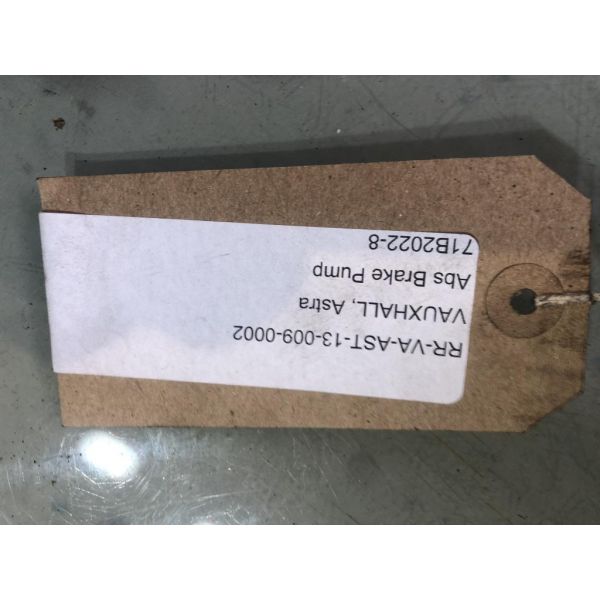 RR-VA-AST-13-009-0002
VAUXHALL, Astra
Abs Brake Pump
71B2022-8